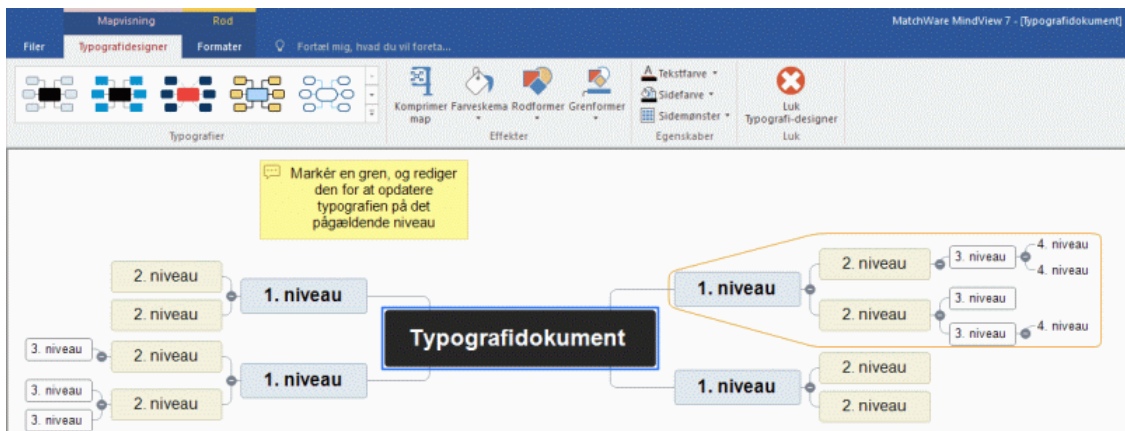 Mapvisning Rod MatchWare MindView 7 - [Typografidokument]
Filer Typografidesigner Formater Fortæl mig, hvad du vil foreta...
Komprimer map
Farveskema
Rodformer
Grenformer
Tekstfarve
Sidefarve
Sidemønster
Luk Typografi-designer
Typografier Effekter Egenskaber Luk
Markér en gren, og rediger
den for at opdatere
typografien på det
pågældende niveau
2. niveau
2. niveau
1. niveau
3. niveau
2. niveau
3. niveau
3. niveau
2. niveau
1. niveau
Typografidokument
1. niveau
2. niveau
3. niveau
4. niveau
4. niveau
2. niveau
3. niveau
3. niveau
4. niveau
1. niveau
2. niveau
2. niveau